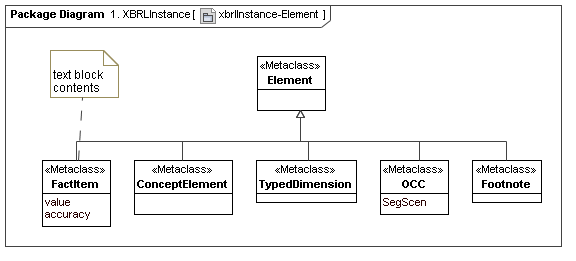 Package Diagram 1. XBRLInstance [ xbrlInstance-Element ]
text block
contents
«Metaclass»
Element
«Metaclass»
FactItem
value
accuracy
«Metaclass»
ConceptElement
«Metaclass»
TypedDimension
«Metaclass»
OCC
SegScen
«Metaclass»
Footnote